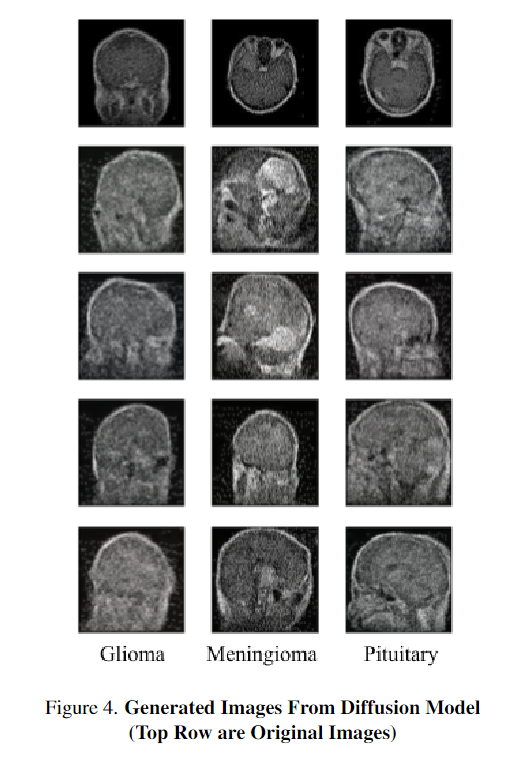 Glioma Meningioma Pituitary
Figure 4. Generated Images From Diffusion Model
(Top Row are Original Images)